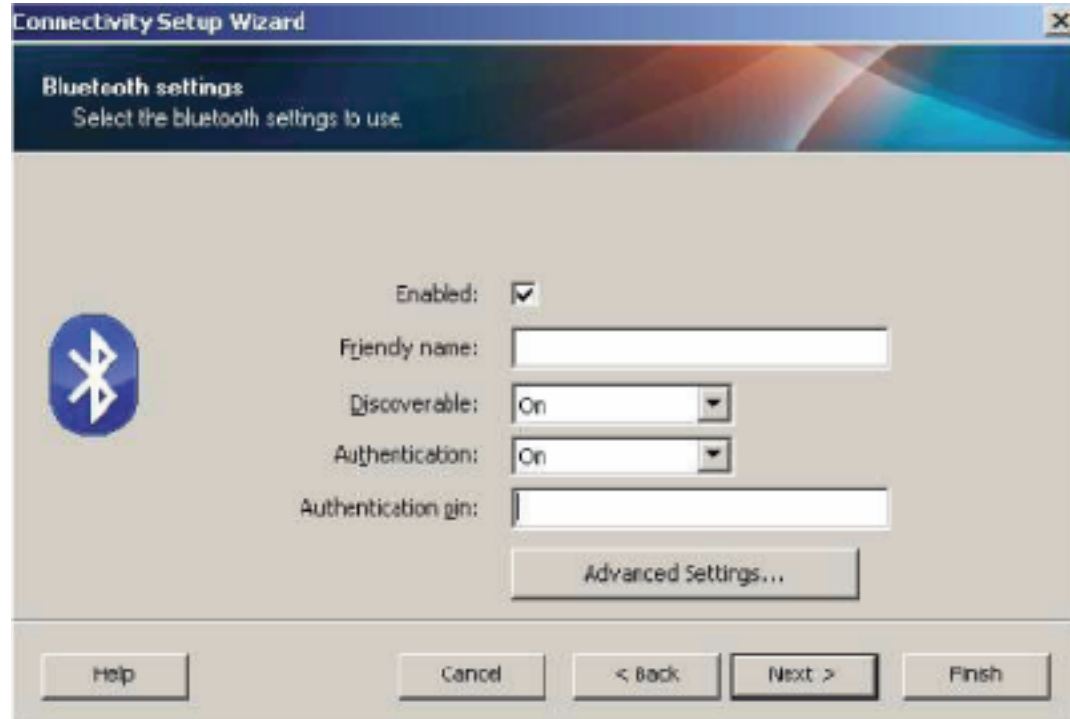 Connectivity Setup Wizard
Bluetooth settings
Select the bluetooth settings to use.
Enabled:
Friendly name:
Discoverable:
On
Authentication:
On
Authentication pin:
Advanced Settings...
Help
Cancel
< Back
Next >
Finish